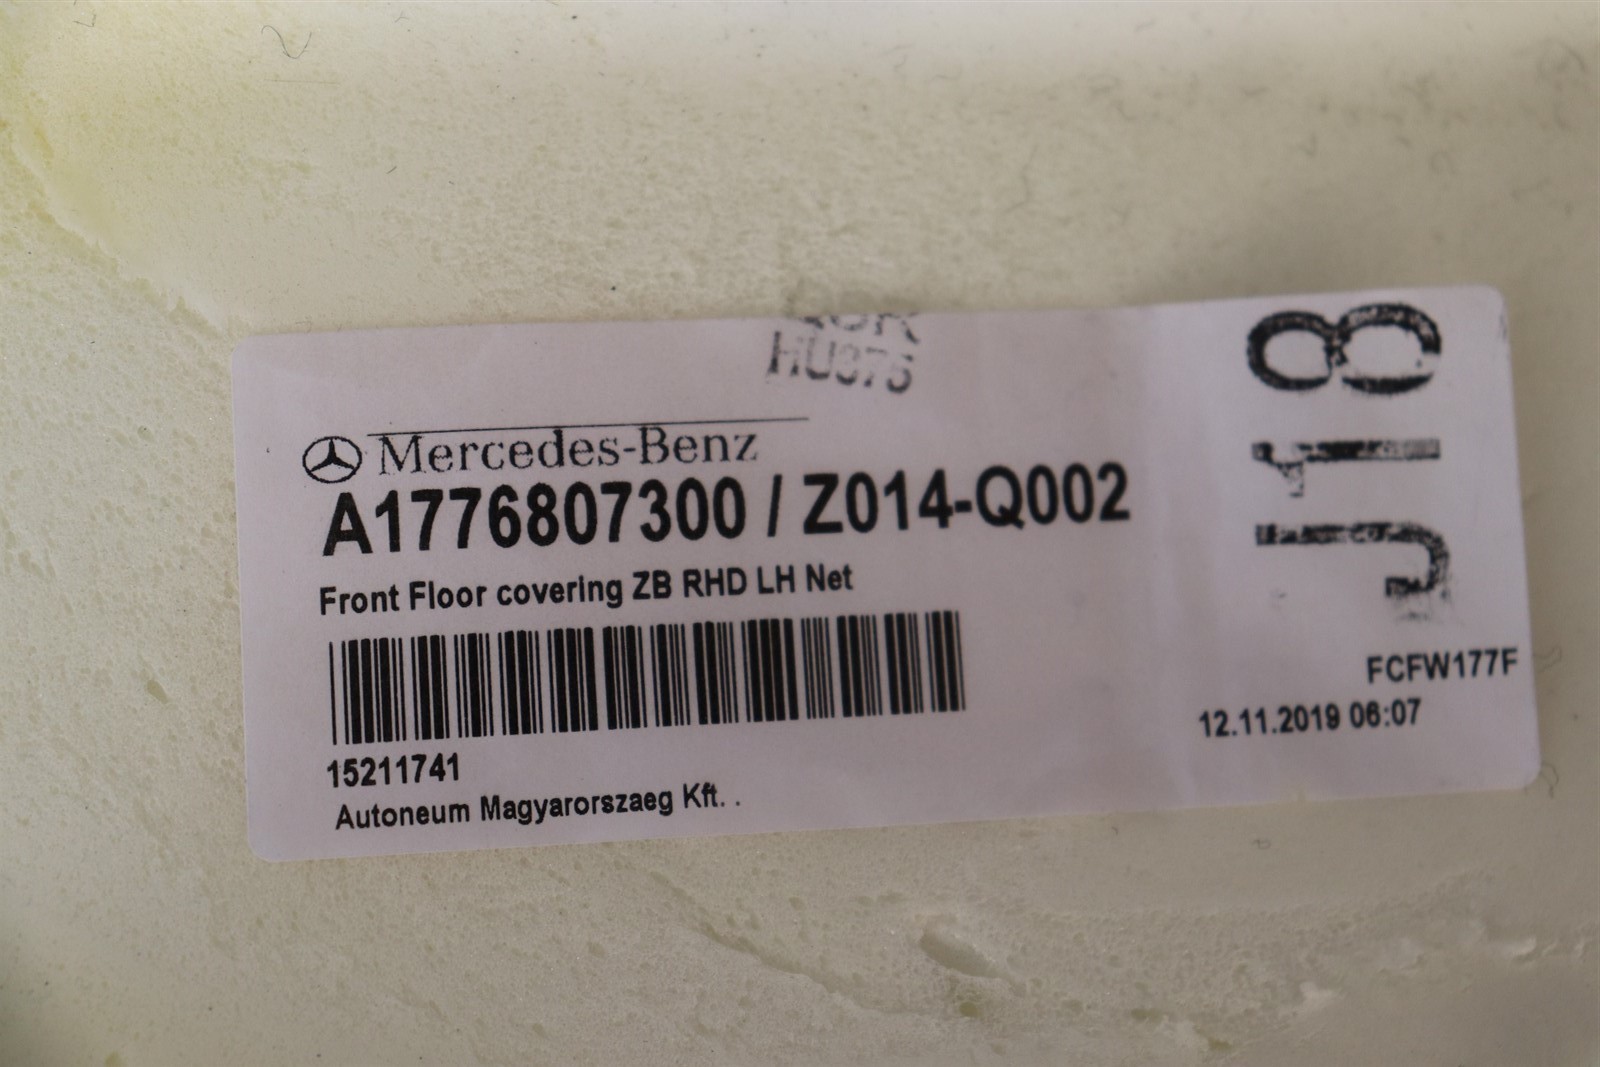 Mercedes-Benz
A1776807300 / Z014-Q002
Front Floor covering ZB RHD LH Net
15211741
Autoneum Magyarorszaeg Kft. .
J18
FCFW177F
12.11.2019 06:07